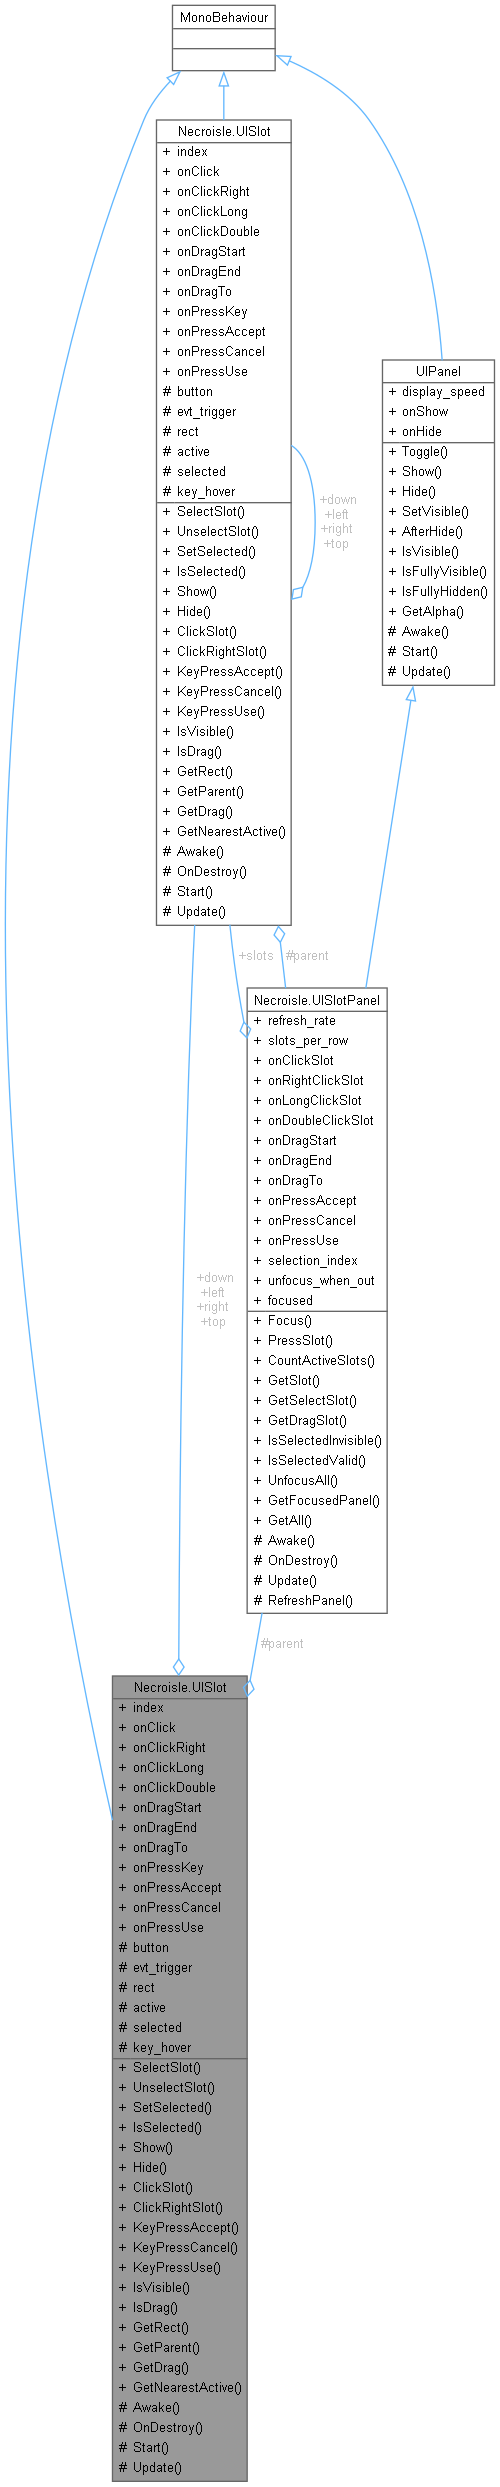 MonoBehaviour
Necroisle.UISlot
+ index
+ onClick
+ onClickRight
+ onClickLong
+ onClickDouble
+ onDragStart
+ onDragEnd
+ onDragTo
+ onPressKey
+ onPressAccept
+ onPressCancel
+ onPressUse
# button
# evt_trigger
# rect
# active
# selected
# key_hover
+ SelectSlot()
+ UnselectSlot()
+ SetSelected()
+ IsSelected()
+ Show()
+ Hide()
+ ClickSlot()
+ ClickRightSlot()
+ KeyPressAccept()
+ KeyPressCancel()
+ KeyPressUse()
+ IsVisible()
+ IsDrag()
+ GetRect()
+ GetParent()
+ GetDrag()
+ GetNearestActive()
# Awake()
# OnDestroy()
# Start()
# Update()
+down
+left
+right
+top
UIPanel
+ display_speed
+ onShow
+ onHide
+ Toggle()
+ Show()
+ Hide()
+ SetVisible()
+ AfterHide()
+ IsVisible()
+ IsFullyVisible()
+ IsFullyHidden()
+ GetAlpha()
# Awake()
# Start()
# Update()
+slots
#parent
Necroisle.UISlotPanel
+ refresh_rate
+ slots_per_row
+ onClickSlot
+ onRightClickSlot
+ onLongClickSlot
+ onDoubleClickSlot
+ onDragStart
+ onDragEnd
+ onDragTo
+ onPressAccept
+ onPressCancel
+ onPressUse
+ selection_index
+ unfocus_when_out
+ focused
+ Focus()
+ PressSlot()
+ CountActiveSlots()
+ GetSlot()
+ GetSelectSlot()
+ GetDragSlot()
+ IsSelectedInvisible()
+ IsSelectedValid()
+ UnfocusAll()
+ GetFocusedPanel()
+ GetAll()
# Awake()
# OnDestroy()
# Update()
# RefreshPanel()
+down
+left
+right
+top
#parent
Necroisle.UISlot
+ index
+ onClick
+ onClickRight
+ onClickLong
+ onClickDouble
+ onDragStart
+ onDragEnd
+ onDragTo
+ onPressKey
+ onPressAccept
+ onPressCancel
+ onPressUse
# button
# evt_trigger
# rect
# active
# selected
# key_hover
+ SelectSlot()
+ UnselectSlot()
+ SetSelected()
+ IsSelected()
+ Show()
+ Hide()
+ ClickSlot()
+ ClickRightSlot()
+ KeyPressAccept()
+ KeyPressCancel()
+ KeyPressUse()
+ IsVisible()
+ IsDrag()
+ GetRect()
+ GetParent()
+ GetDrag()
+ GetNearestActive()
# Awake()
# OnDestroy()
# Start()
# Update()